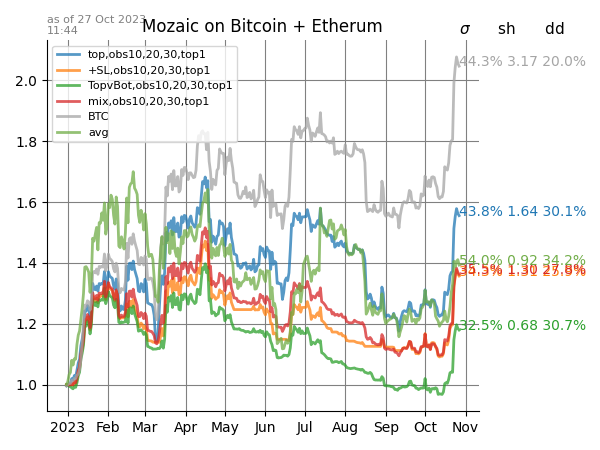 as of 27 Oct 2023
11:44
Mozaic on Bitcoin + Etherum
σ sh dd
top,obs10,20,30,top1
+SL,obs10,20,30,top1
TopvBot,obs10,20,30,top1
mix,obs10,20,30,top1
BTC
avg
44.3% 3.17 20.0%
43.8% 1.64 30.1%
54.0% 0.92 34.2%
32.5% 0.68 30.7%
2.0
1.8
1.6
1.4
1.2
1.0
2023 Feb Mar Apr May Jun Jul Aug Sep Oct Nov